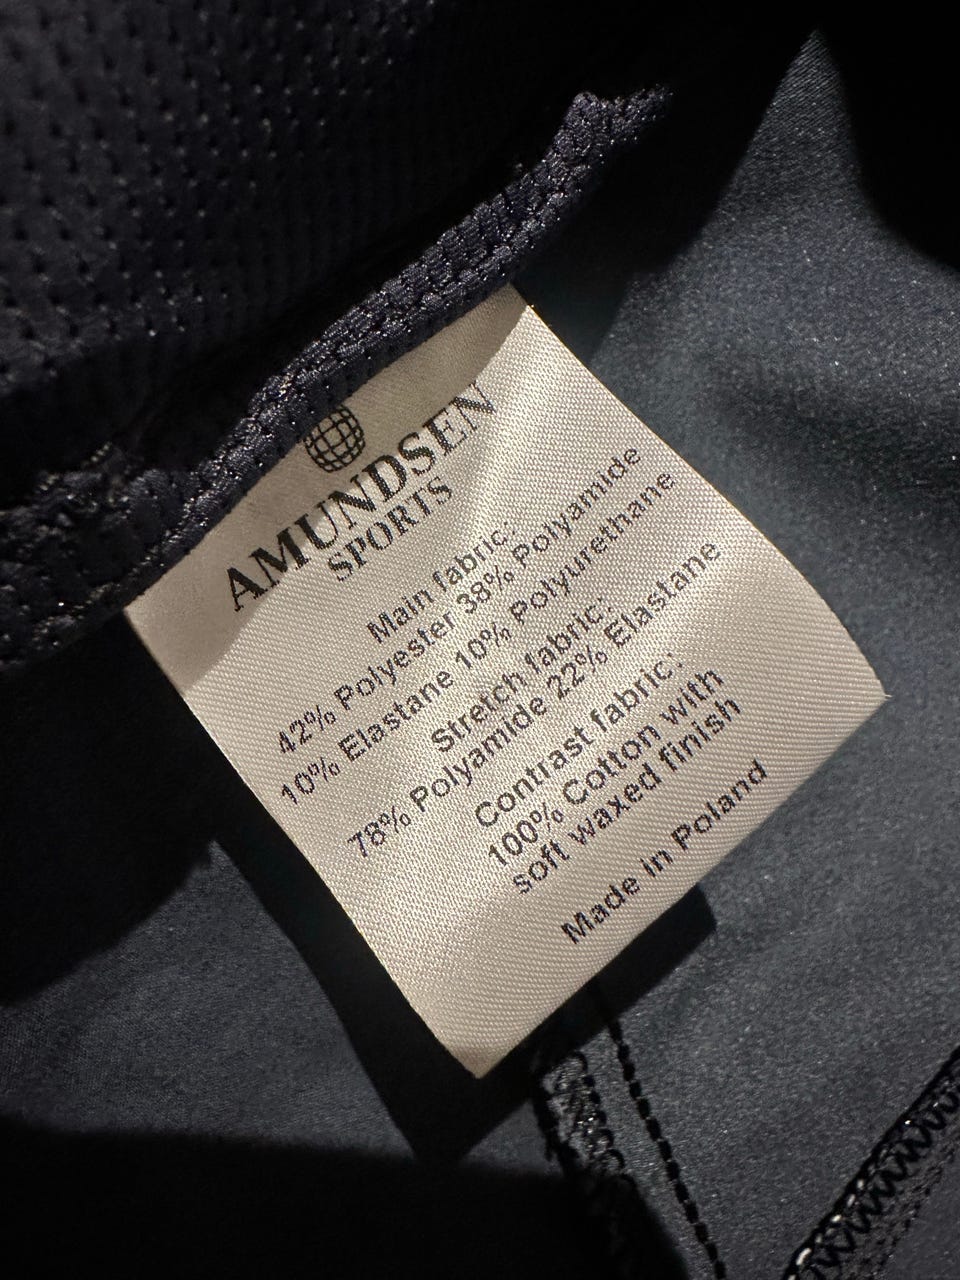 AMUNDSEN
SPORTS
Main fabric:
42% Polyester 38% Polyamide
10% Elastane 10% Polyurethane
Stretch fabric:
78% Polyamide 22% Elastane
Contrast fabric:
100% Cotton with
soft waxed finish
Made in Poland